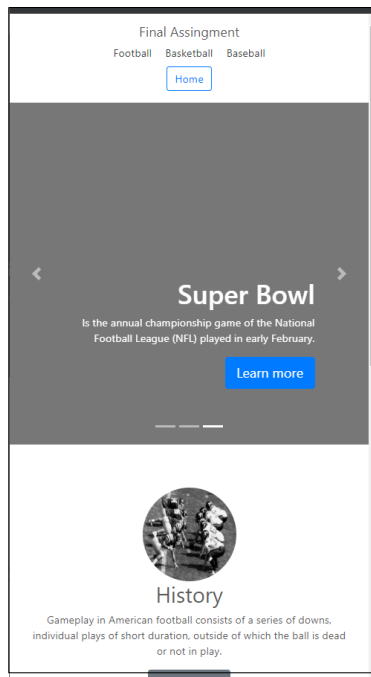 Final Assingment
Football Basketball Baseball
Home
Super Bowl
Is the annual championship game of the National
Football League (NFL) played in early February.
Learn more
History
Gameplay in American football consists of a series of downs,
individual plays of short duration, outside of which the ball is dead
or not in play.